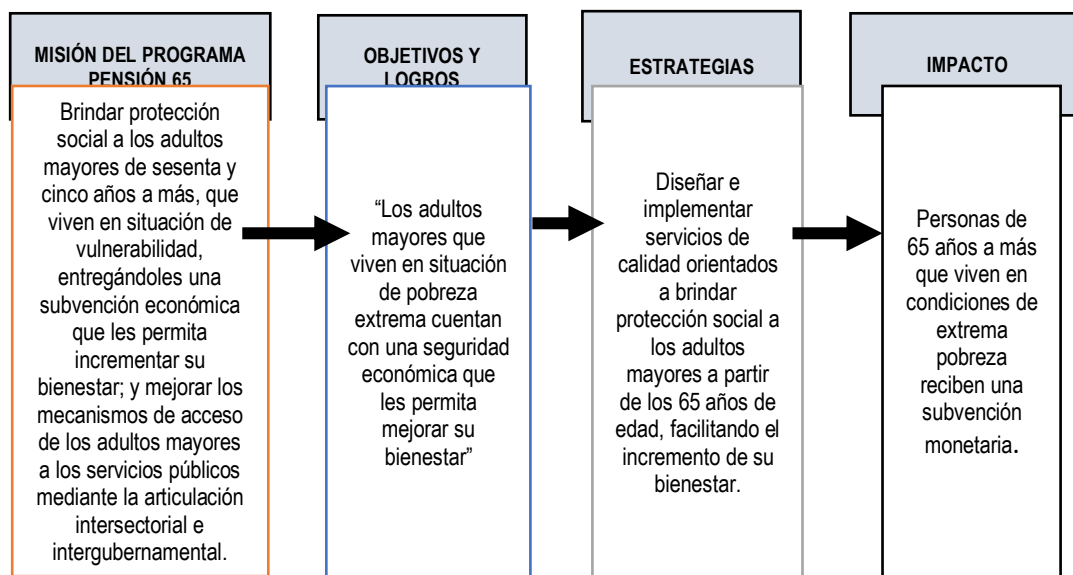 MISIÓN DEL PROGRAMA
PENSIÓN 65
Brindar protección
social a los adultos
mayores de sesenta y
cinco años a más, que
viven en situación de
vulnerabilidad,
entregándoles una
subvención económica
que les permita
incrementar su
bienestar; y mejorar los
mecanismos de acceso
de los adultos mayores
a los servicios públicos
mediante la articulación
intersectorial e
intergubernamental.
OBJETIVOS Y
LOGROS
“Los adultos
mayores que
viven en situación
de pobreza
extrema cuentan
con una seguridad
económica que
les permita
mejorar su
bienestar”
ESTRATEGIAS
Diseñar e
implementar
servicios de
calidad orientados
a brindar
protección social a
los adultos
mayores a partir
de los 65 años de
edad, facilitando el
incremento de su
bienestar.
IMPACTO
Personas de
65 años a más
que viven en
condiciones de
extrema
pobreza
reciben una
subvención
monetaria.